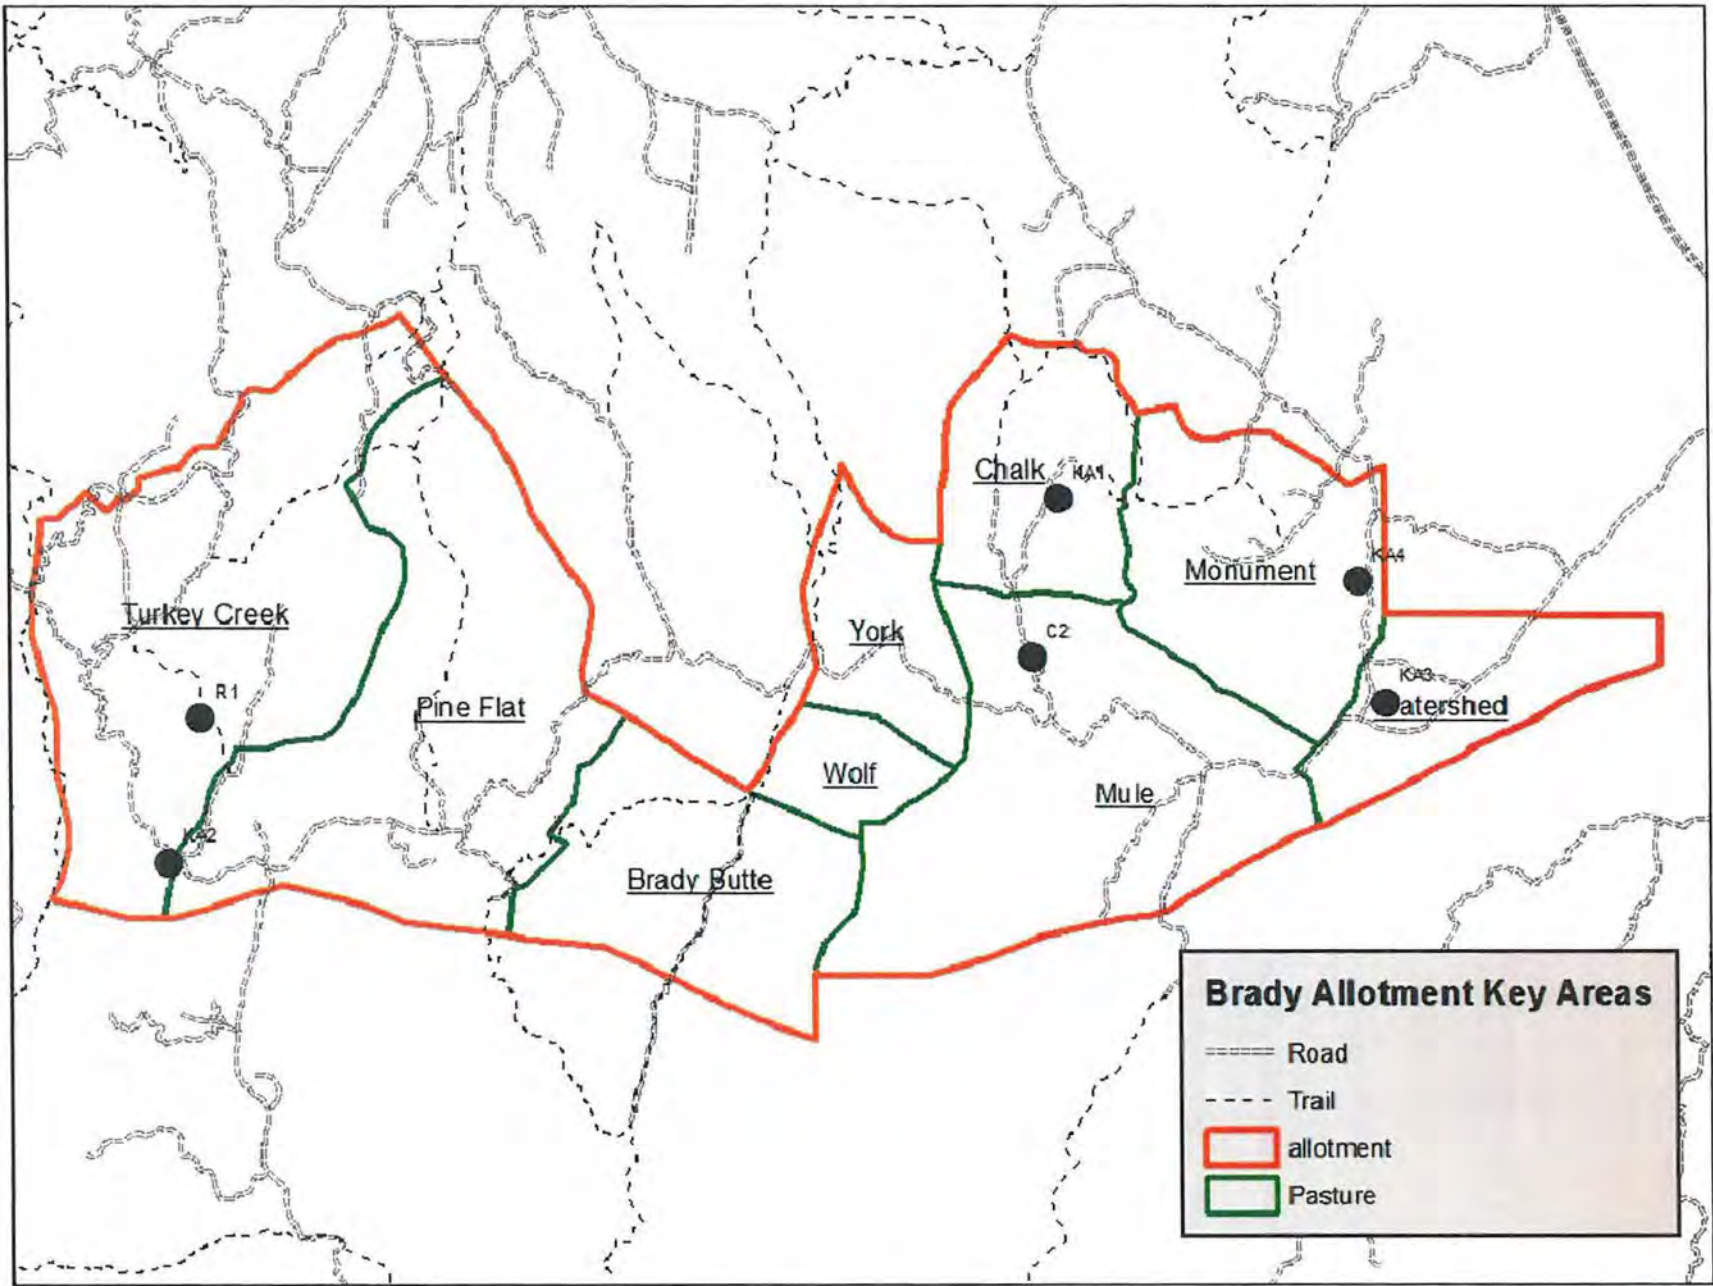 Chalk
KA1
KA4
Monument
Turkey Creek
C2
York
KA3
R1
Pine Flat
atershed
Wolf
Mule
KA2
Brady Butte
Brady Allotment Key Areas
Road
Trail
allotment
Pasture